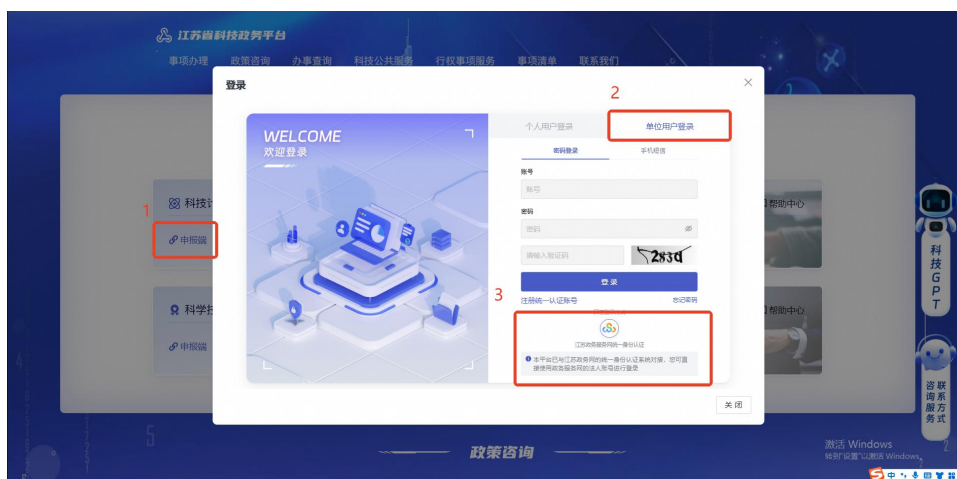 江苏省科技政务平台
事项办理 政策咨询 办事查询 科技公共服务 行权事项服务 事项清单 联系我们
登录
2
WELCOME
欢迎登录
个人用户登录 单位用户登录
密码登录 手机短信
账号
账号
密码
密码
请输入验证码
登 录
注册统一认证账号 忘记密码
3
江苏政务服务网统一身份认证
本平台已与江苏政务网的统一身份认证系统对接，您可直
接使用政务服务网的法人账号进行登录
关 闭
1
科技计
申报端
帮助中心
科学技
申报端
帮助中心
科技GPT
咨询服务
联系方式
政策咨询
激活 Windows
转到"设置"以激活 Windows。
中